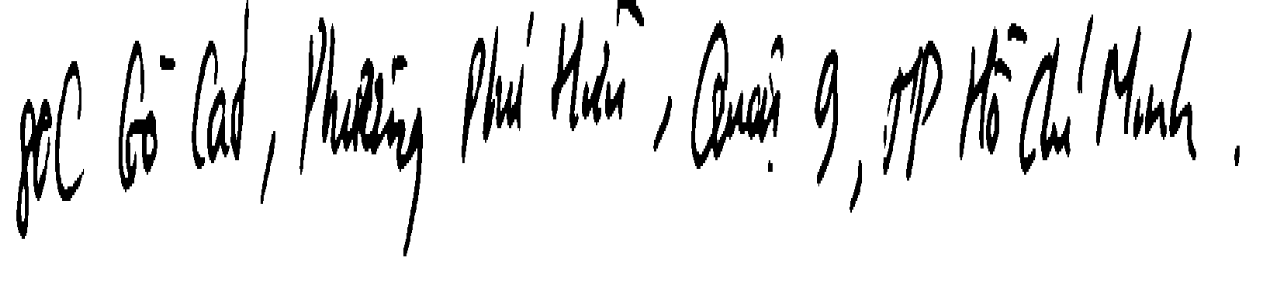 Gò Cát, Phường Phú Hữu, Quận 9, TP Hồ Chí Minh.